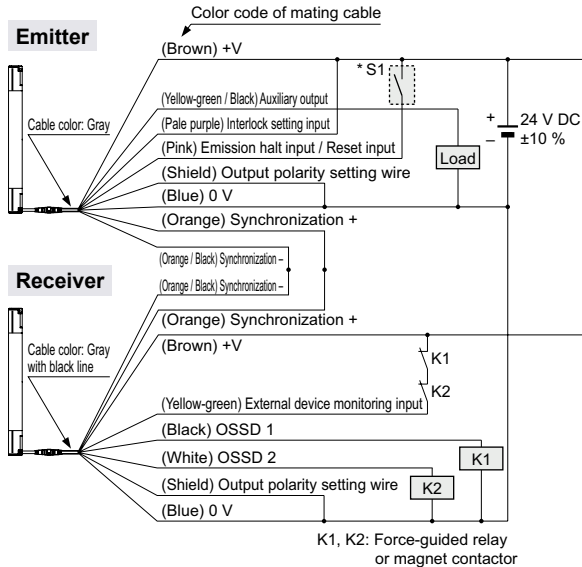 Color code of mating cable
Emitter
(Brown) +V
* S1
(Yellow-green / Black) Auxiliary output
Cable color: Gray
(Pale purple) Interlock setting input
+
–
24 V DC
±10 %
(Pink) Emission halt input / Reset input
Load
(Shield) Output polarity setting wire
(Blue) 0 V
(Orange) Synchronization +
(Orange / Black) Synchronization –
Receiver
(Orange / Black) Synchronization –
(Orange) Synchronization +
(Brown) +V
Cable color: Gray
with black line
K1
K2
(Yellow-green) External device monitoring input
(Black) OSSD 1
(White) OSSD 2
K1
(Shield) Output polarity setting wire
K2
(Blue) 0 V
K1, K2: Force-guided relay
or magnet contactor